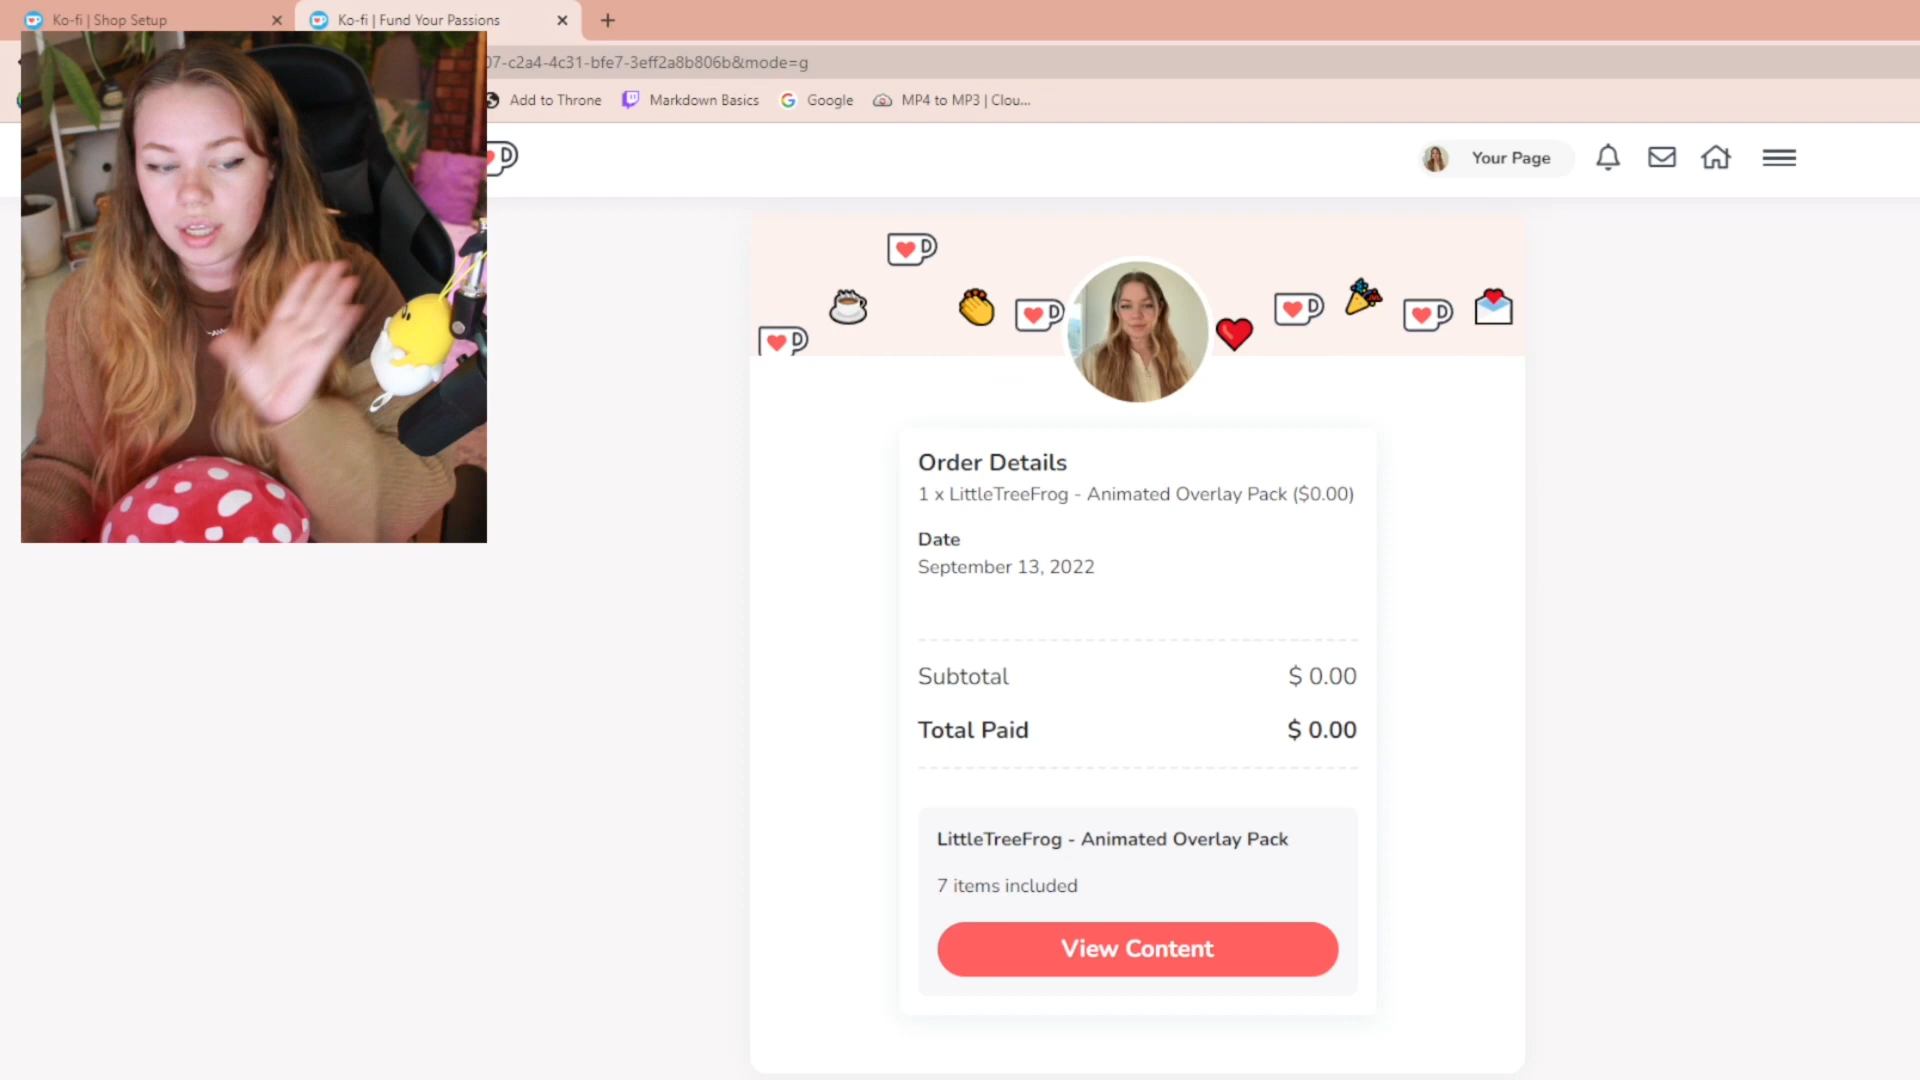 Ko-fi | Shop Setup
Ko-fi | Fund Your Passions
07-c2a4-4c31-bfe7-3eff2a8b806b&mode=g
Add to Throne
Markdown Basics
Google
MP4 to MP3 | Clou...
Your Page
Order Details
1 x LittleTreeFrog - Animated Overlay Pack ($0.00)
Date
September 13, 2022
Subtotal $ 0.00
Total Paid $ 0.00
LittleTreeFrog - Animated Overlay Pack
7 items included
View Content